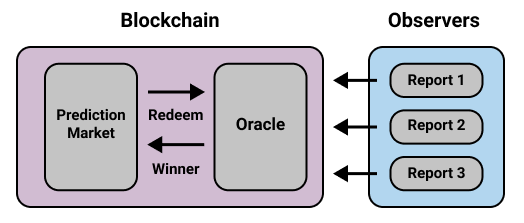 Blockchain
Observers
Prediction
Market
Redeem
Winner
Oracle
Report 1
Report 2
Report 3